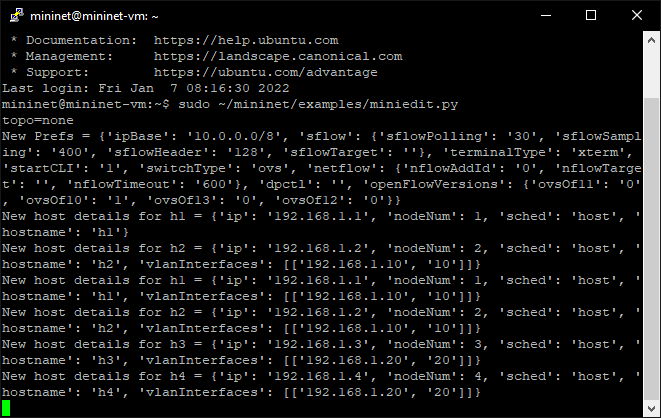 mininet@mininet-vm: ~
* Documentation:  https://help.ubuntu.com
* Management:     https://landscape.canonical.com
* Support:        https://ubuntu.com/advantage
Last login: Fri Jan  7 08:16:30 2022
mininet@mininet-vm:~$ sudo ~/mininet/examples/miniedit.py
topo=none
New Prefs = {'ipBase': '10.0.0.0/8', 'sflow': {'sflowPolling': '30', 'sflowSampl
ing': '400', 'sflowHeader': '128', 'sflowTarget': ''}, 'terminalType': 'xterm',
'startCLI': '1', 'switchType': 'ovs', 'netflow': {'nflowAddId': '0', 'nflowTarge
t': '', 'nflowTimeout': '600'}, 'dpctl': '', 'openFlowVersions': {'ovsOf11': '0'
, 'ovsOf10': '1', 'ovsOf13': '0', 'ovsOf12': '0'}}
New host details for h1 = {'ip': '192.168.1.1', 'nodeNum': 1, 'sched': 'host', '
hostname': 'h1'}
New host details for h2 = {'ip': '192.168.1.2', 'nodeNum': 2, 'sched': 'host', '
hostname': 'h2', 'vlanInterfaces': [['192.168.1.10', '10']]}
New host details for h1 = {'ip': '192.168.1.1', 'nodeNum': 1, 'sched': 'host', '
hostname': 'h1', 'vlanInterfaces': [['192.168.1.10', '10']]}
New host details for h2 = {'ip': '192.168.1.2', 'nodeNum': 2, 'sched': 'host', '
hostname': 'h2', 'vlanInterfaces': [['192.168.1.10', '10']]}
New host details for h3 = {'ip': '192.168.1.3', 'nodeNum': 3, 'sched': 'host', '
hostname': 'h3', 'vlanInterfaces': [['192.168.1.20', '20']]}
New host details for h4 = {'ip': '192.168.1.4', 'nodeNum': 4, 'sched': 'host', '
hostname': 'h4', 'vlanInterfaces': [['192.168.1.20', '20']]}